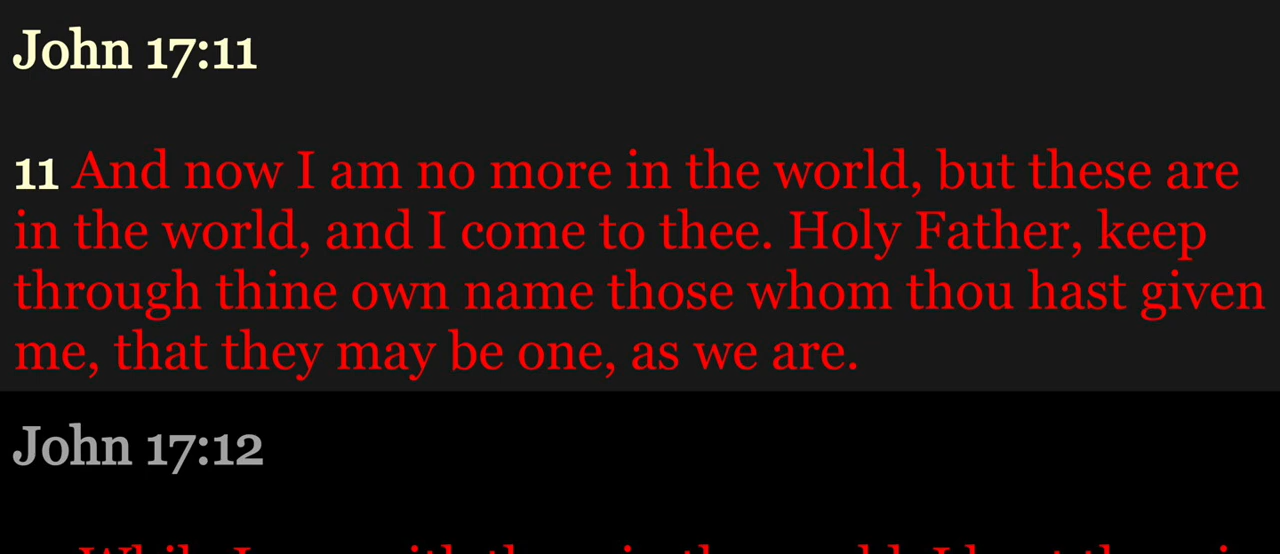 John 17:11
11 And now I am no more in the world, but these are
in the world, and I come to thee. Holy Father, keep
through thine own name those whom thou hast given
me, that they may be one, as we are.
John 17:12